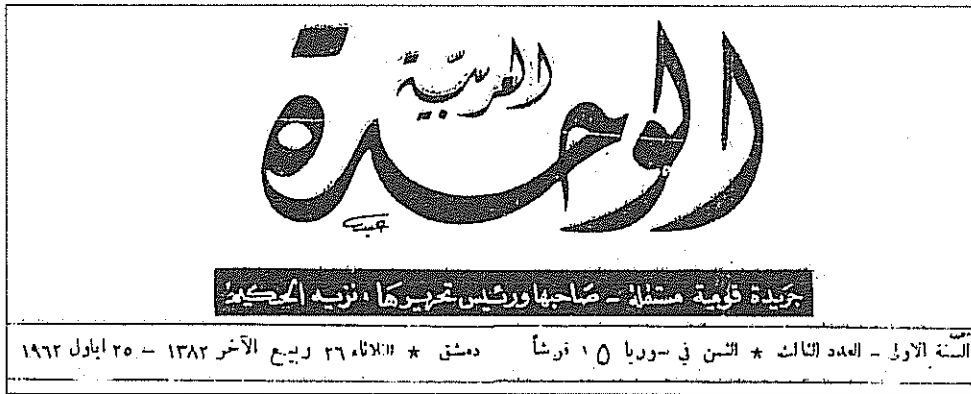 الوحدة
العربيّة
جريدة قومية مستقلة - صاحبها ورئيس تحريرها، نزيه الحكيم
السنة الاولى - العدد الثالث * الثمن في سوريا ١٥ قرشاً دمشق * الثلاثاء ٢٦ ربيع الآخر ١٣٨٢ - ٢٥ ايلول ١٩٦٢